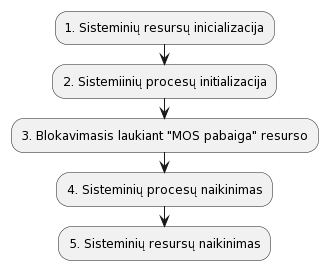 1. Sisteminių resursų inicializacija
2. Sistemiinių procesų initializacija
3. Blokavimasis laukiant "MOS pabaiga" resurso
4. Sisteminių procesų naikinimas
5. Sisteminių resursų naikinimas